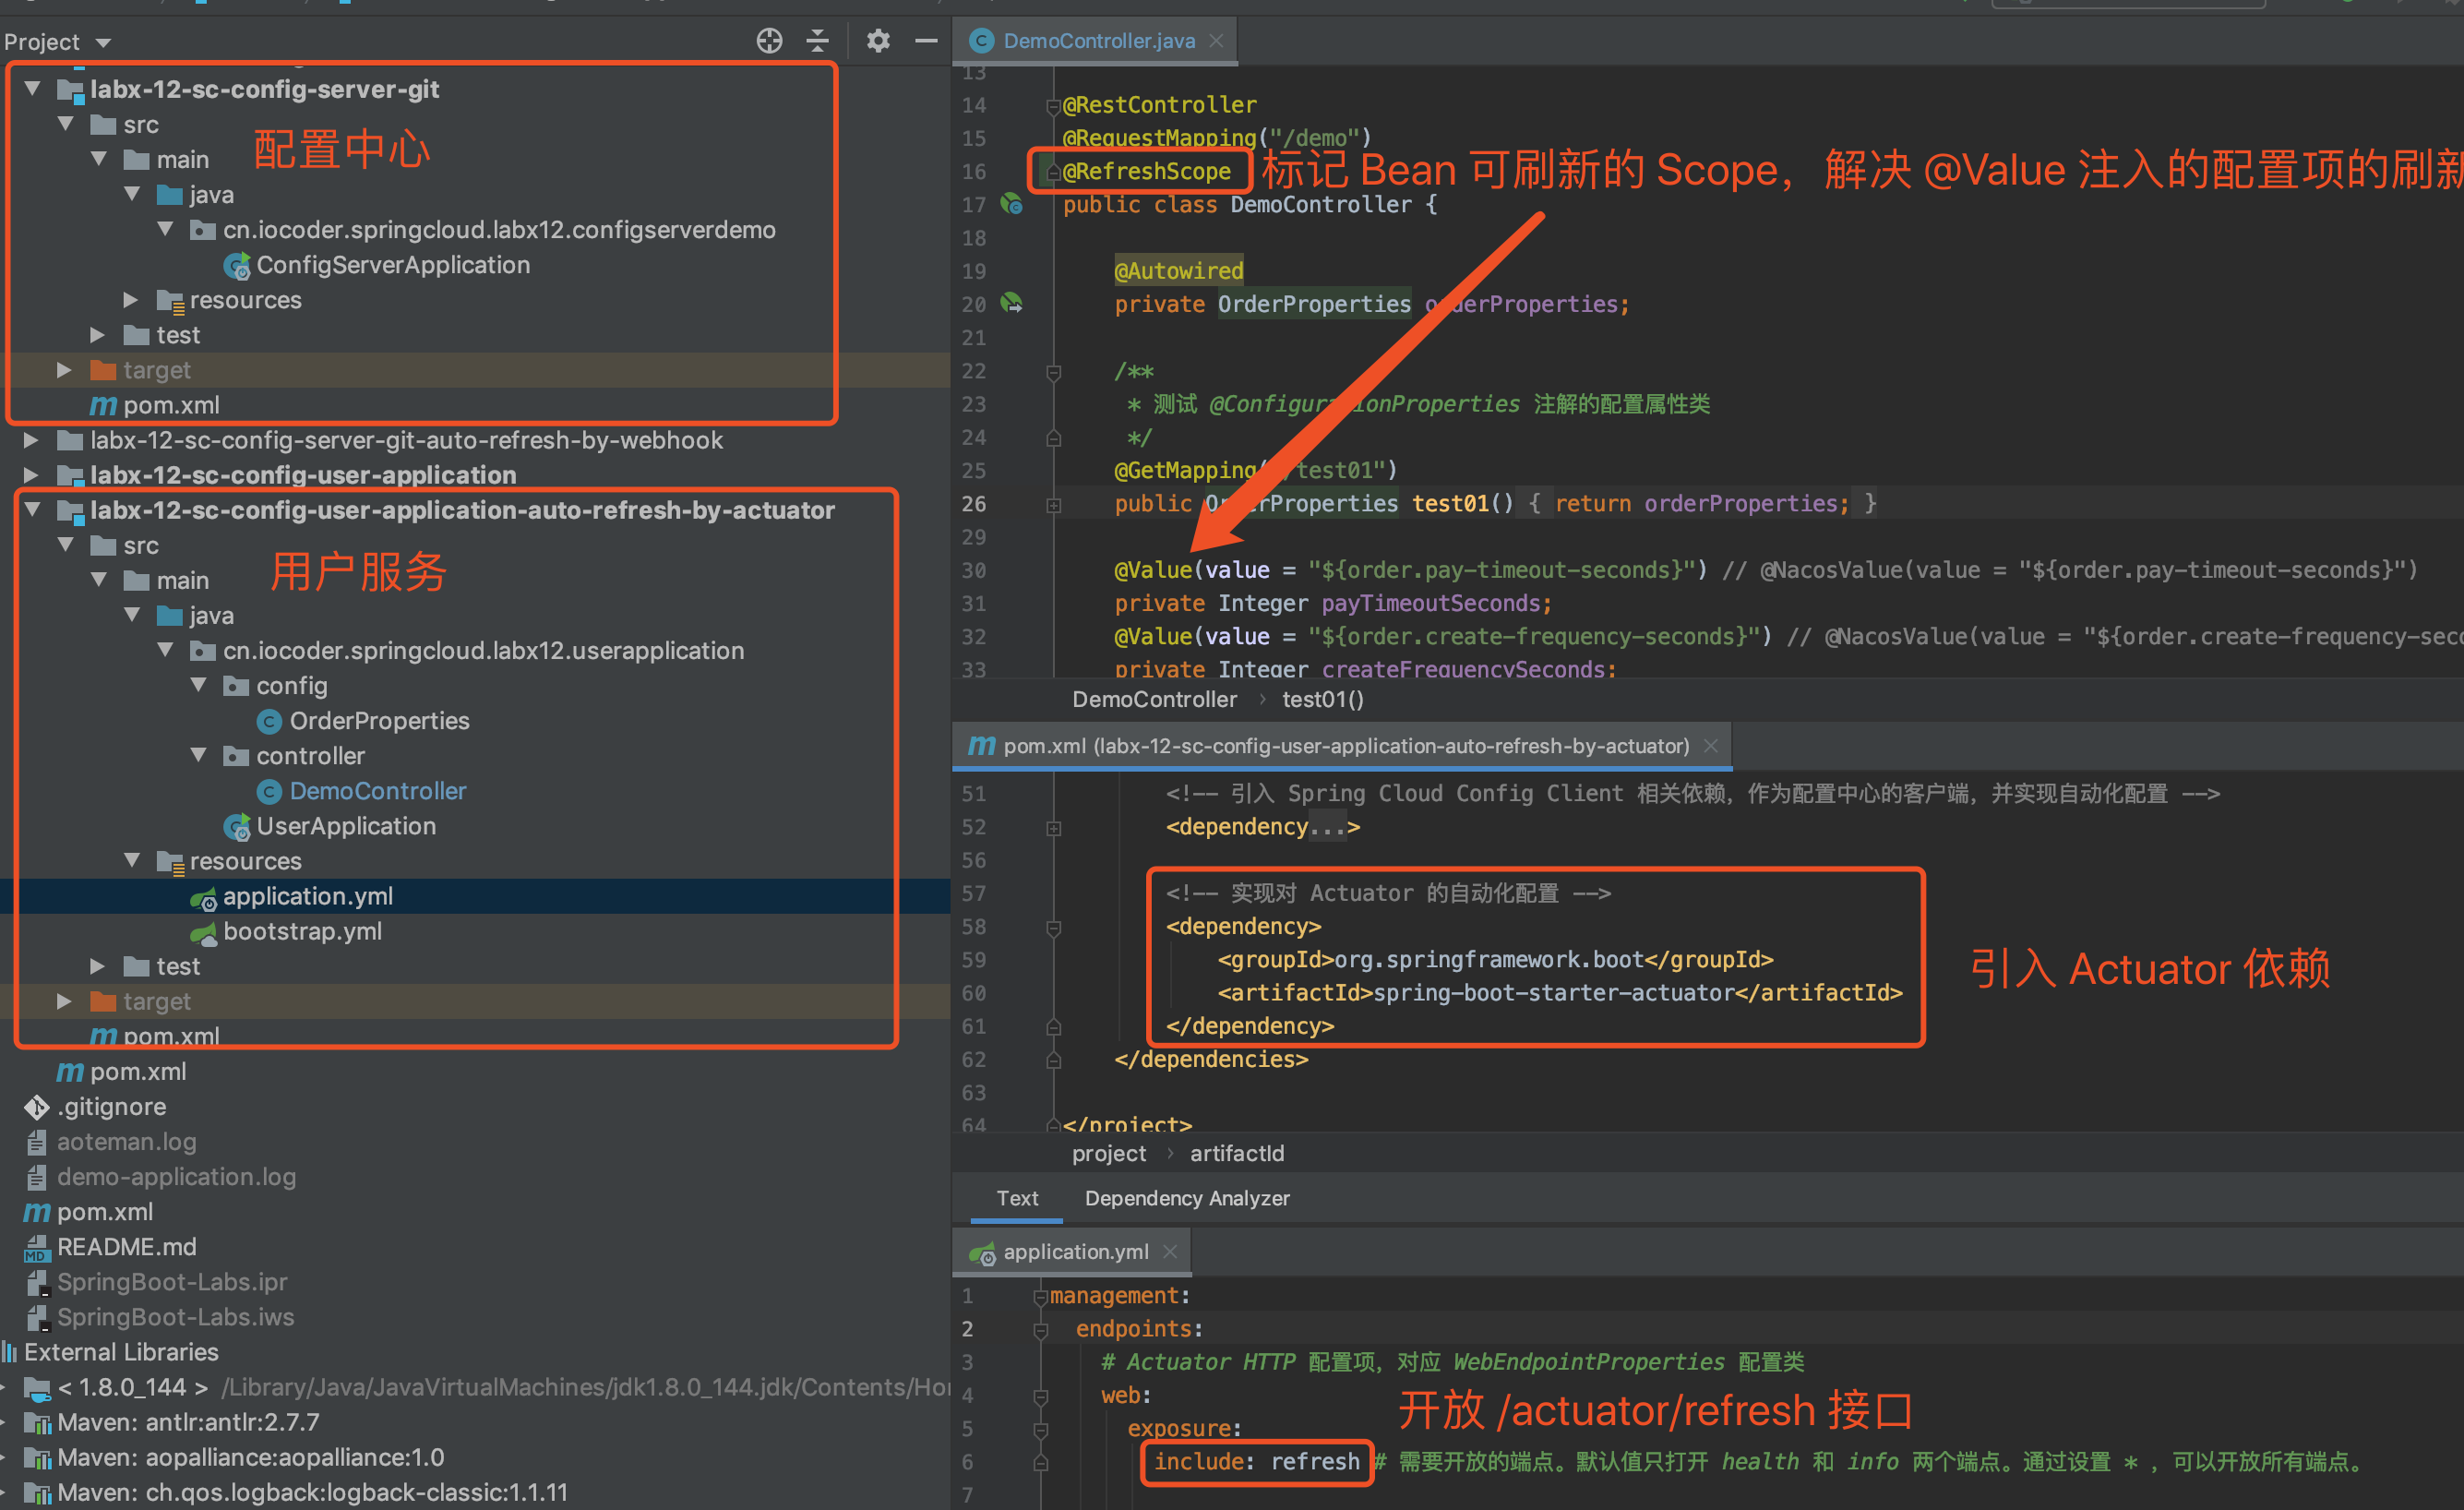 Project
labx-12-sc-config-server-git
src
配置中心
main
java
cn.iocoder.springcloud.labx12.configserverdemo
ConfigServerApplication
resources
test
target
pom.xml
labx-12-sc-config-server-git-auto-refresh-by-webhook
labx-12-sc-config-user-application
labx-12-sc-config-user-application-auto-refresh-by-actuator
src
用户服务
main
java
cn.iocoder.springcloud.labx12.userapplication
config
OrderProperties
controller
DemoController
UserApplication
resources
application.yml
bootstrap.yml
test
target
pom.xml
pom.xml
.gitignore
aoteman.log
demo-application.log
pom.xml
README.md
SpringBoot-Labs.ipr
SpringBoot-Labs.iws
External Libraries
< 1.8.0_144 > /Library/Java/JavaVirtualMachines/jdk1.8.0_144.jdk/Contents/Ho
Maven: antlr:antlr:2.7.7
Maven: aopalliance:aopalliance:1.0
Maven: ch.qos.logback:logback-classic:1.1.11
DemoController.java
13
14 @RestController
15 @RequestMapping("/demo")
16 @RefreshScope 标记 Bean 可刷新的 Scope，解决 @Value 注入的配置项的刷新
17 public class DemoController {
18
19 @Autowired
20 private OrderProperties orderProperties;
21
22 /**
23 * 测试 @ConfigurationProperties 注解的配置属性类
24 */
25 @GetMapping("/test01")
26 public OrderProperties test01() { return orderProperties; }
29
30 @Value(value = "${order.pay-timeout-seconds}") // @NacosValue(value = "${order.pay-timeout-seconds}")
31 private Integer payTimeoutSeconds;
32 @Value(value = "${order.create-frequency-seconds}") // @NacosValue(value = "${order.create-frequency-seco
33 private Integer createFrequencySeconds;
DemoController › test01()
pom.xml (labx-12-sc-config-user-application-auto-refresh-by-actuator)
51 <!-- 引入 Spring Cloud Config Client 相关依赖，作为配置中心的客户端，并实现自动化配置 -->
52 <dependency...>
56
57 <!-- 实现对 Actuator 的自动化配置 -->
58 <dependency>
59 <groupId>org.springframework.boot</groupId>
60 <artifactId>spring-boot-starter-actuator</artifactId>
引入 Actuator 依赖
61 </dependency>
62 </dependencies>
63
64 </project>
project › artifactId
Text Dependency Analyzer
application.yml
1 management:
2 endpoints:
3 # Actuator HTTP 配置项，对应 WebEndpointProperties 配置类
4 web:
开放 /actuator/refresh 接口
5 exposure:
6 include: refresh # 需要开放的端点。默认值只打开 health 和 info 两个端点。通过设置 * ，可以开放所有端点。
7